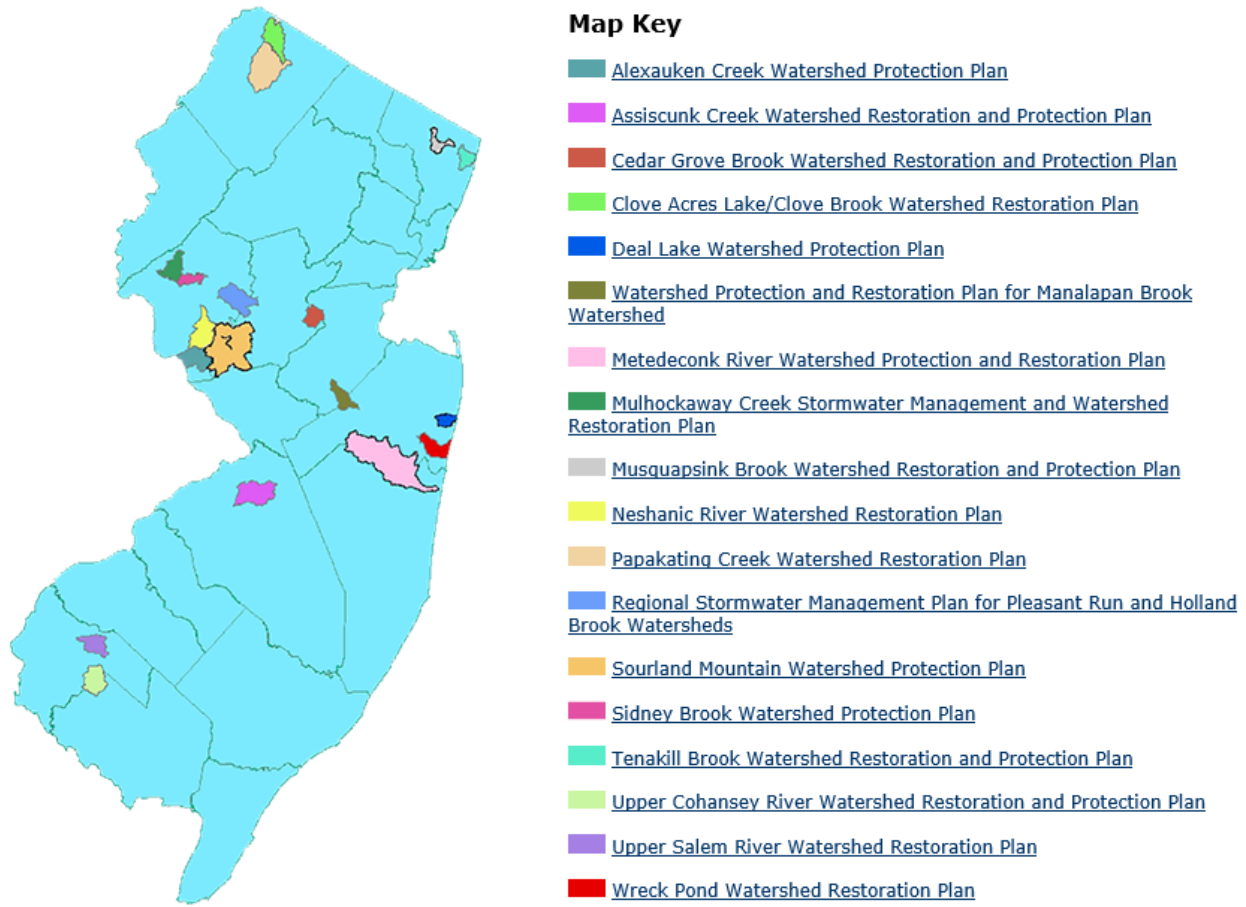 Map Key
Alexauken Creek Watershed Protection Plan
Assiscunk Creek Watershed Restoration and Protection Plan
Cedar Grove Brook Watershed Restoration and Protection Plan
Clove Acres Lake/Clove Brook Watershed Restoration Plan
Deal Lake Watershed Protection Plan
Watershed Protection and Restoration Plan for Manalapan Brook
Watershed
Metedeconk River Watershed Protection and Restoration Plan
Mulhockaway Creek Stormwater Management and Watershed
Restoration Plan
Musquapsink Brook Watershed Restoration and Protection Plan
Neshanic River Watershed Restoration Plan
Papakating Creek Watershed Restoration Plan
Regional Stormwater Management Plan for Pleasant Run and Holland
Brook Watersheds
Sourland Mountain Watershed Protection Plan
Sidney Brook Watershed Protection Plan
Tenakill Brook Watershed Restoration and Protection Plan
Upper Cohansey River Watershed Restoration and Protection Plan
Upper Salem River Watershed Restoration Plan
Wreck Pond Watershed Restoration Plan